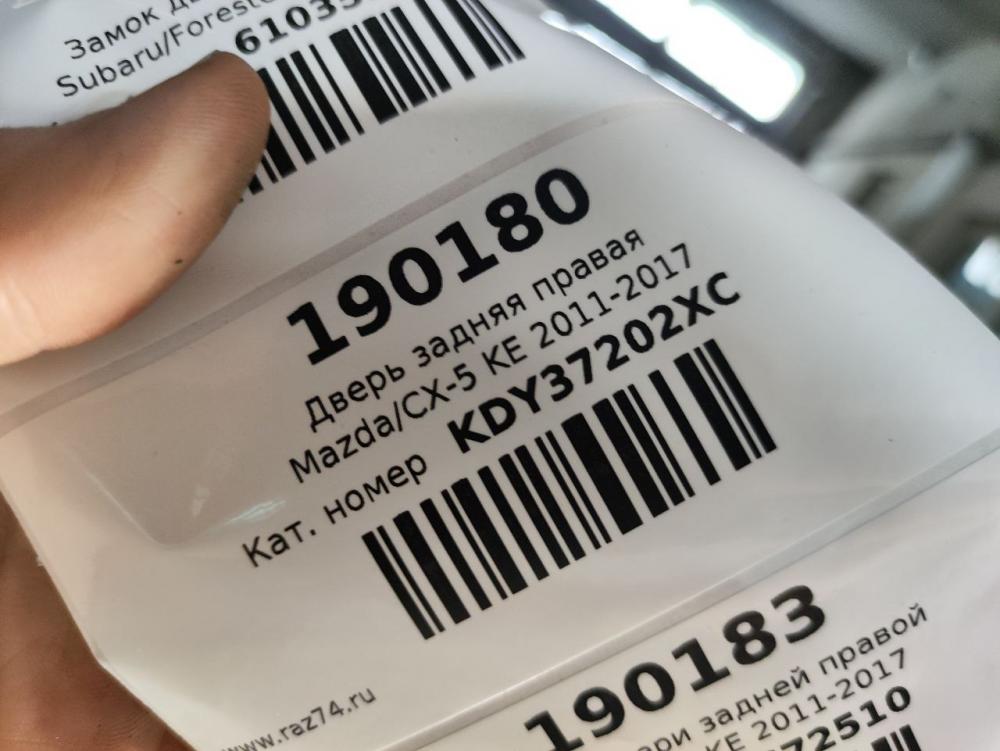 Замок
Subaru/Foreste
61035
190180
Дверь задняя правая
Mazda/CX-5 KE 2011-2017
Кат. номер KDY37202XC
www.raz74.ru
190183
задней правой
KE 2011-2017
72510